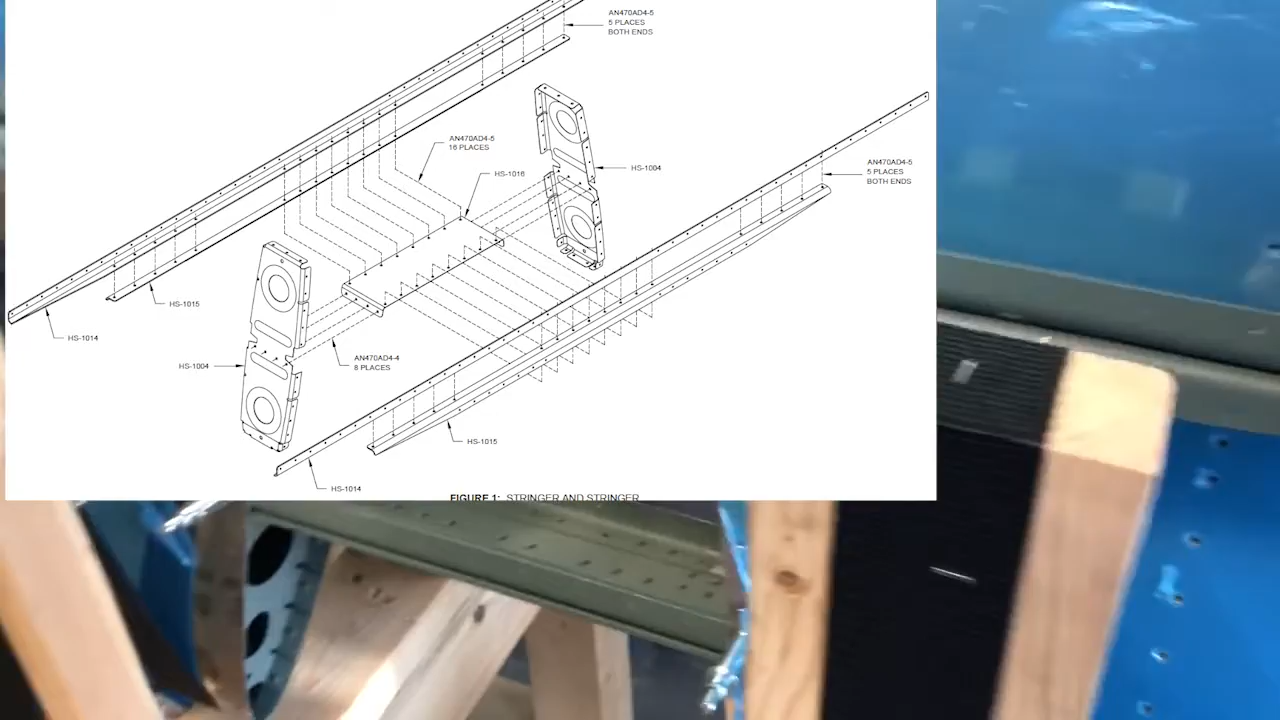 AN470AD4-5
5 PLACES
BOTH ENDS
AN470AD4-5
16 PLACES
HS-1016
HS-1004
AN470AD4-5
5 PLACES
BOTH ENDS
HS-1015
HS-1014
HS-1004
AN470AD4-4
8 PLACES
HS-1015
HS-1014
FIGURE 1: STRINGER AND STRINGER